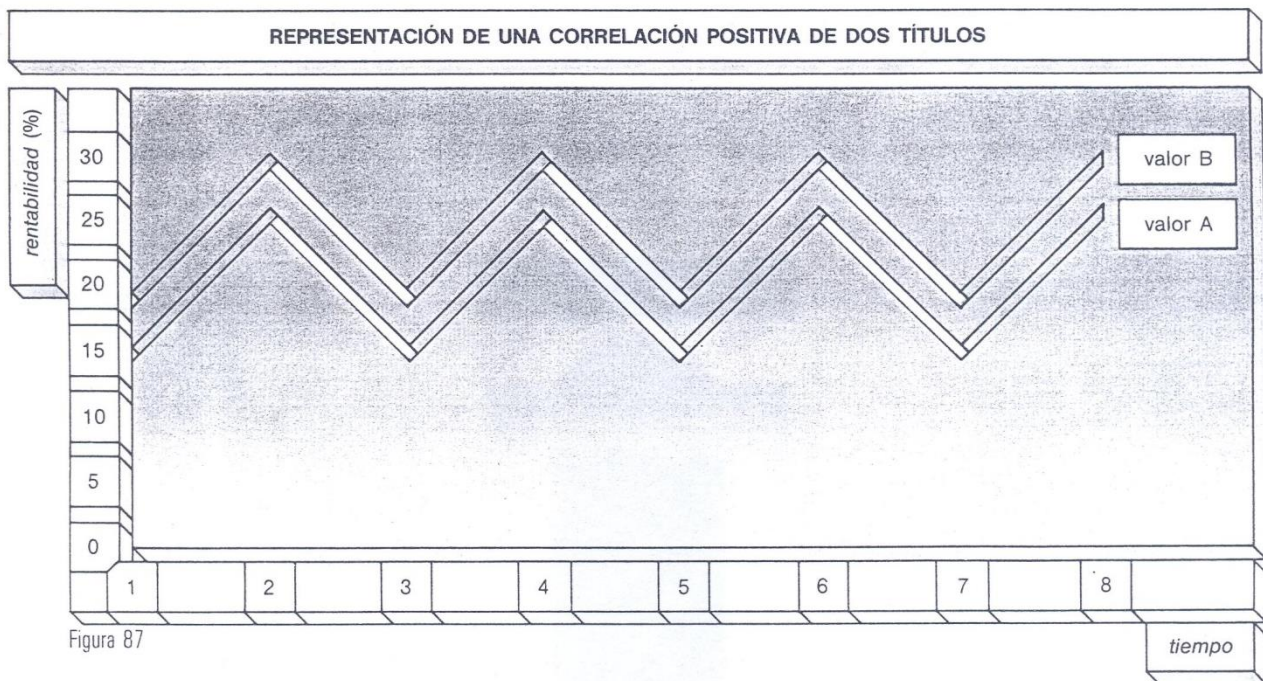 REPRESENTACIÓN DE UNA CORRELACIÓN POSITIVA DE DOS TÍTULOS
rentabilidad (%)
30
25
20
15
10
5
0
valor B
valor A
1 2 3 4 5 6 7 8
Figura 87
tiempo